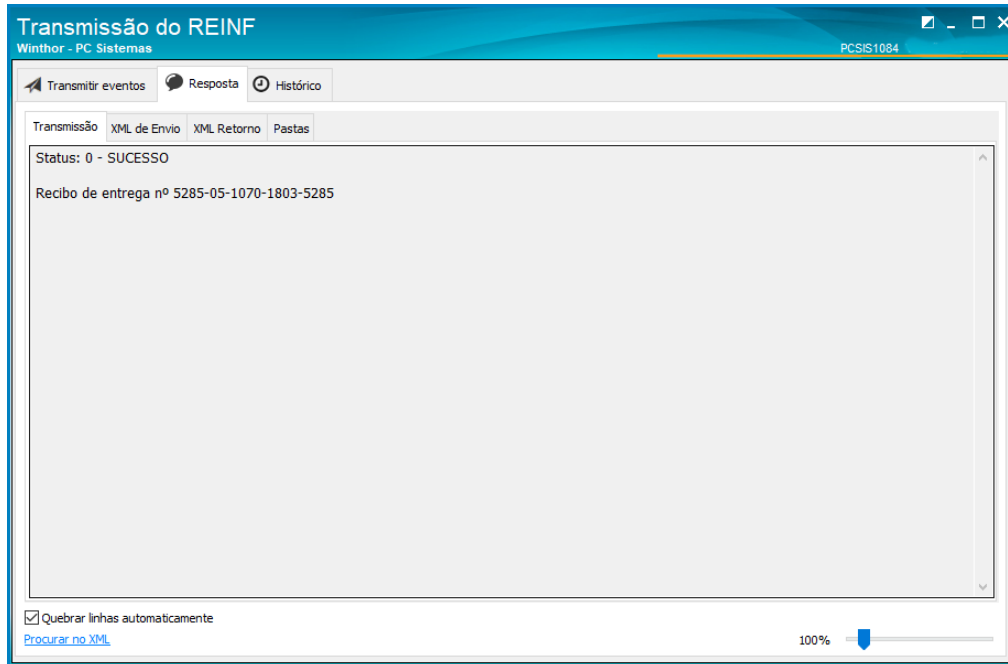 Transmissão do REINF
Winthor - PC Sistemas
PCSIS1084
Transmitir eventos Resposta Histórico
Transmissão XML de Envio XML Retorno Pastas
Status: 0 - SUCESSO
Recibo de entrega nº 5285-05-1070-1803-5285
Quebrar linhas automaticamente
Procurar no XML
100%